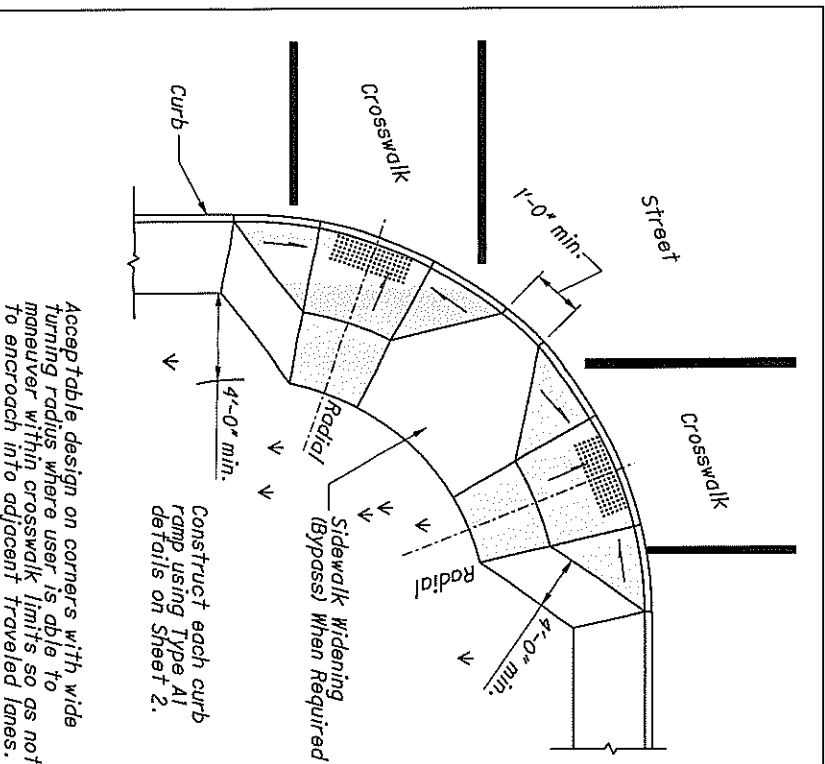 Street
Crosswalk
Crosswalk
Curb
1'-0" min.
Radial
Radial
4'-0" min.
4'-0" min.
Sidewalk Widening
(Bypass) When Required
Construct each curb
ramp using Type A1
details on Sheet 2.
Acceptable design on corners with wide
turning radius where user is able to
maneuver within crosswalk limits so as not
to encroach into adjacent traveled lanes.